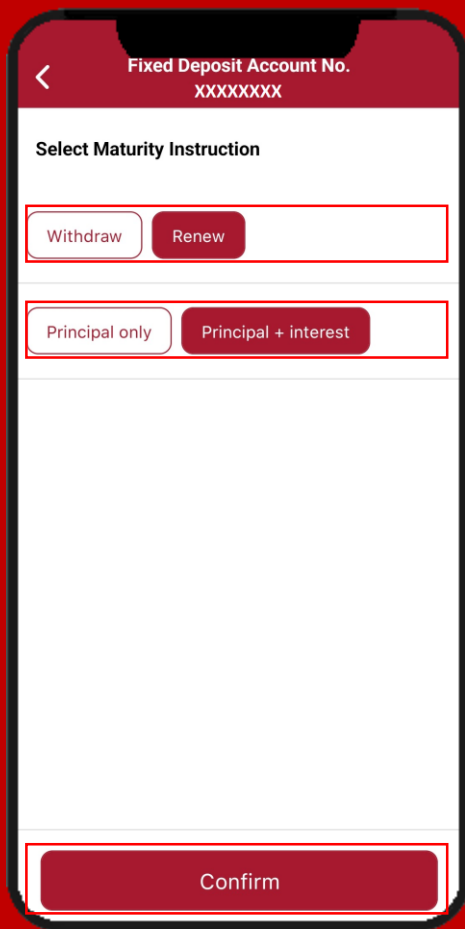 Fixed Deposit Account No.
XXXXXXXX
Select Maturity Instruction
Withdraw Renew
Principal only Principal + interest
Confirm